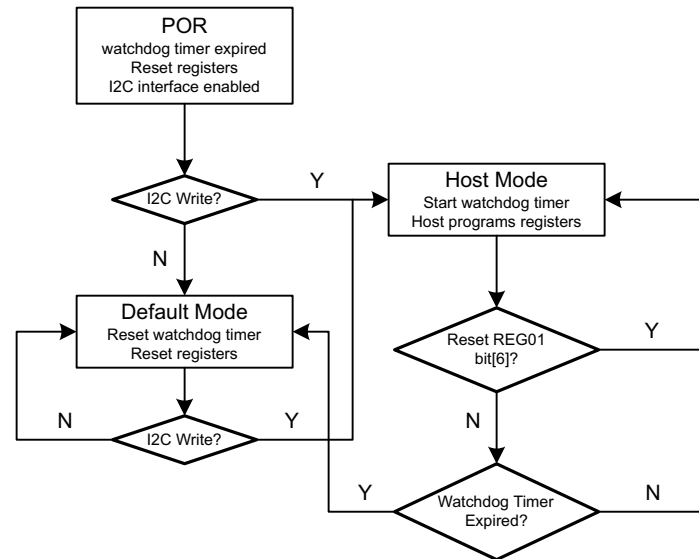 POR
watchdog timer expired
Reset registers
I2C interface enabled
I2C Write?
Y
N
Host Mode
Start watchdog timer
Host programs registers
Default Mode
Reset watchdog timer
Reset registers
Reset REG01
bit[6]?
Y
N
I2C Write?
N
Y
Watchdog Timer
Expired?
Y
N